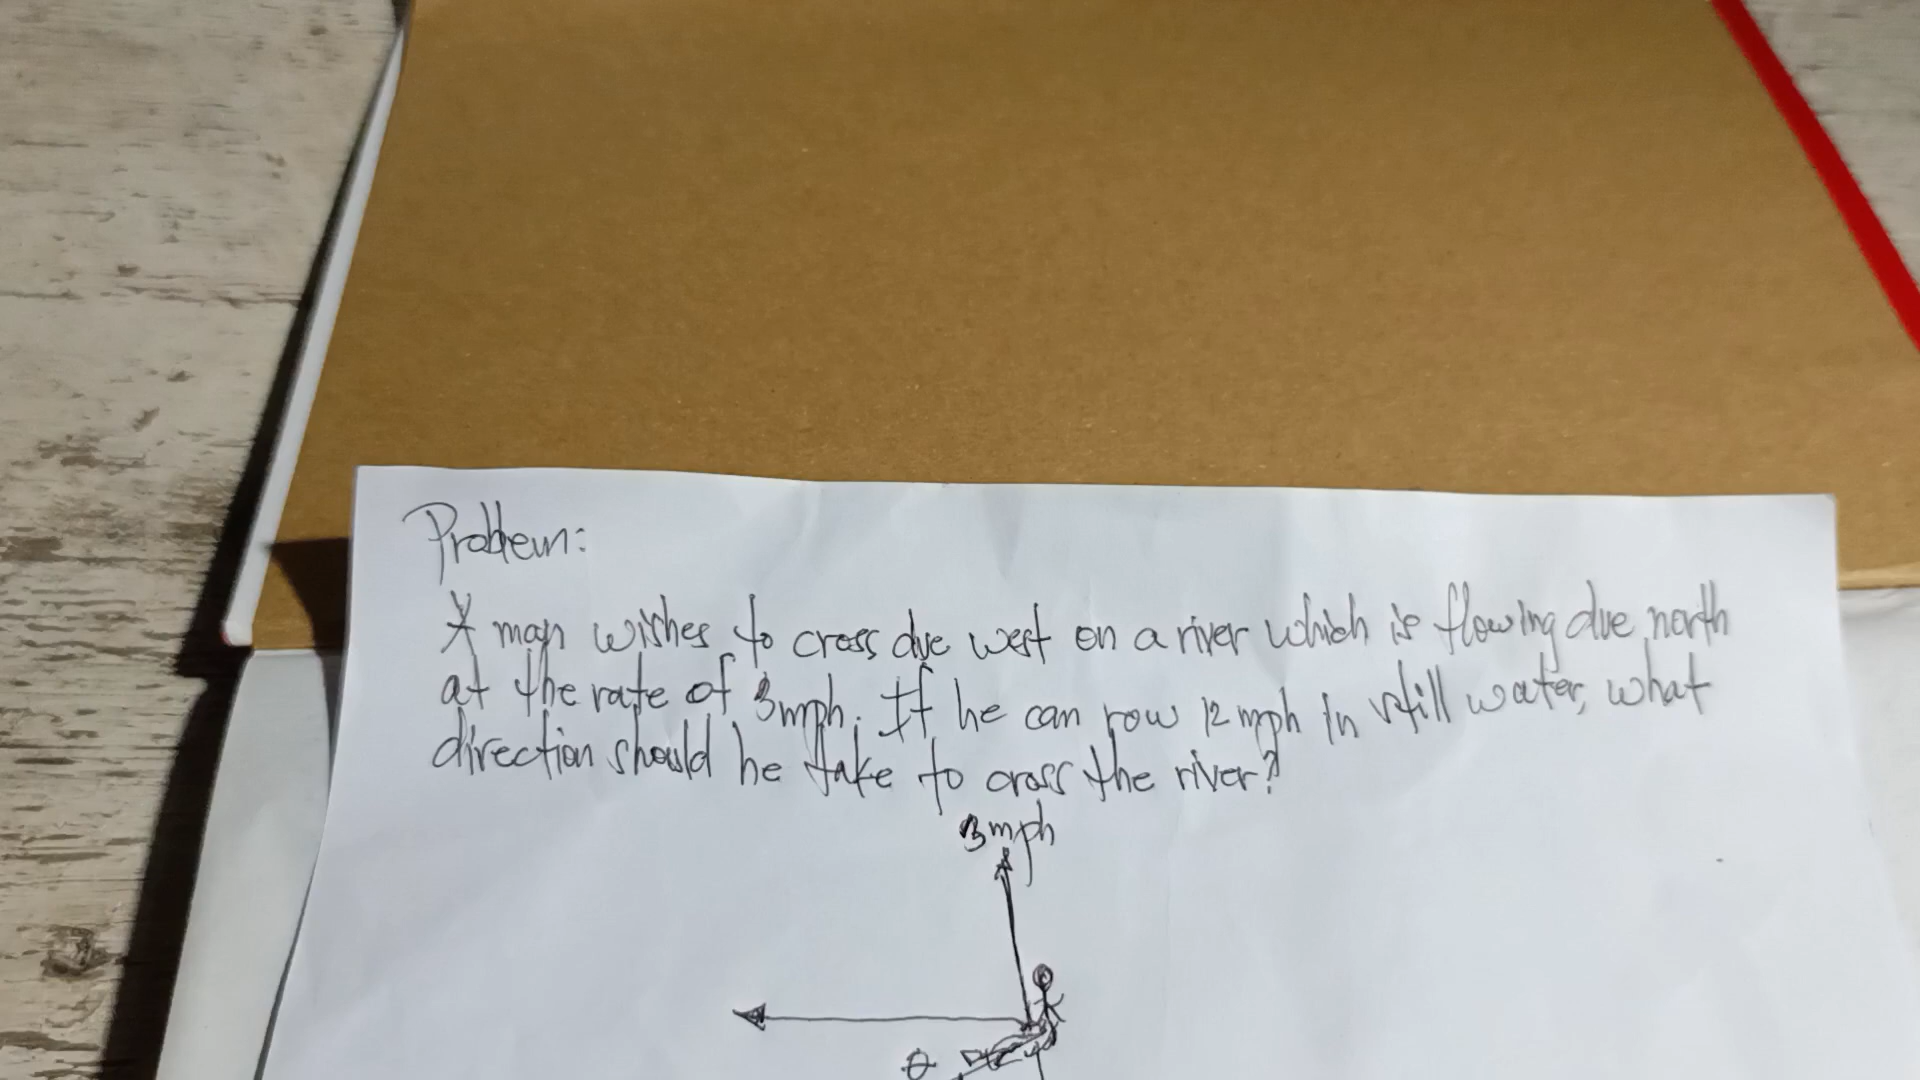 Problem:
A man wishes to cross due west on a river which is flowing due north
at the rate of 3mph. If he can row 12 mph in still water, what
direction should he take to cross the river?
3mph
θ